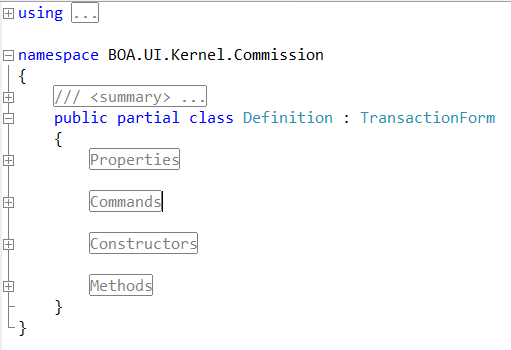 using ...
namespace BOA.UI.Kernel.Commission
{
/// <summary> ...
public partial class Definition : TransactionForm
{
Properties
Commands
Constructors
Methods
}
}